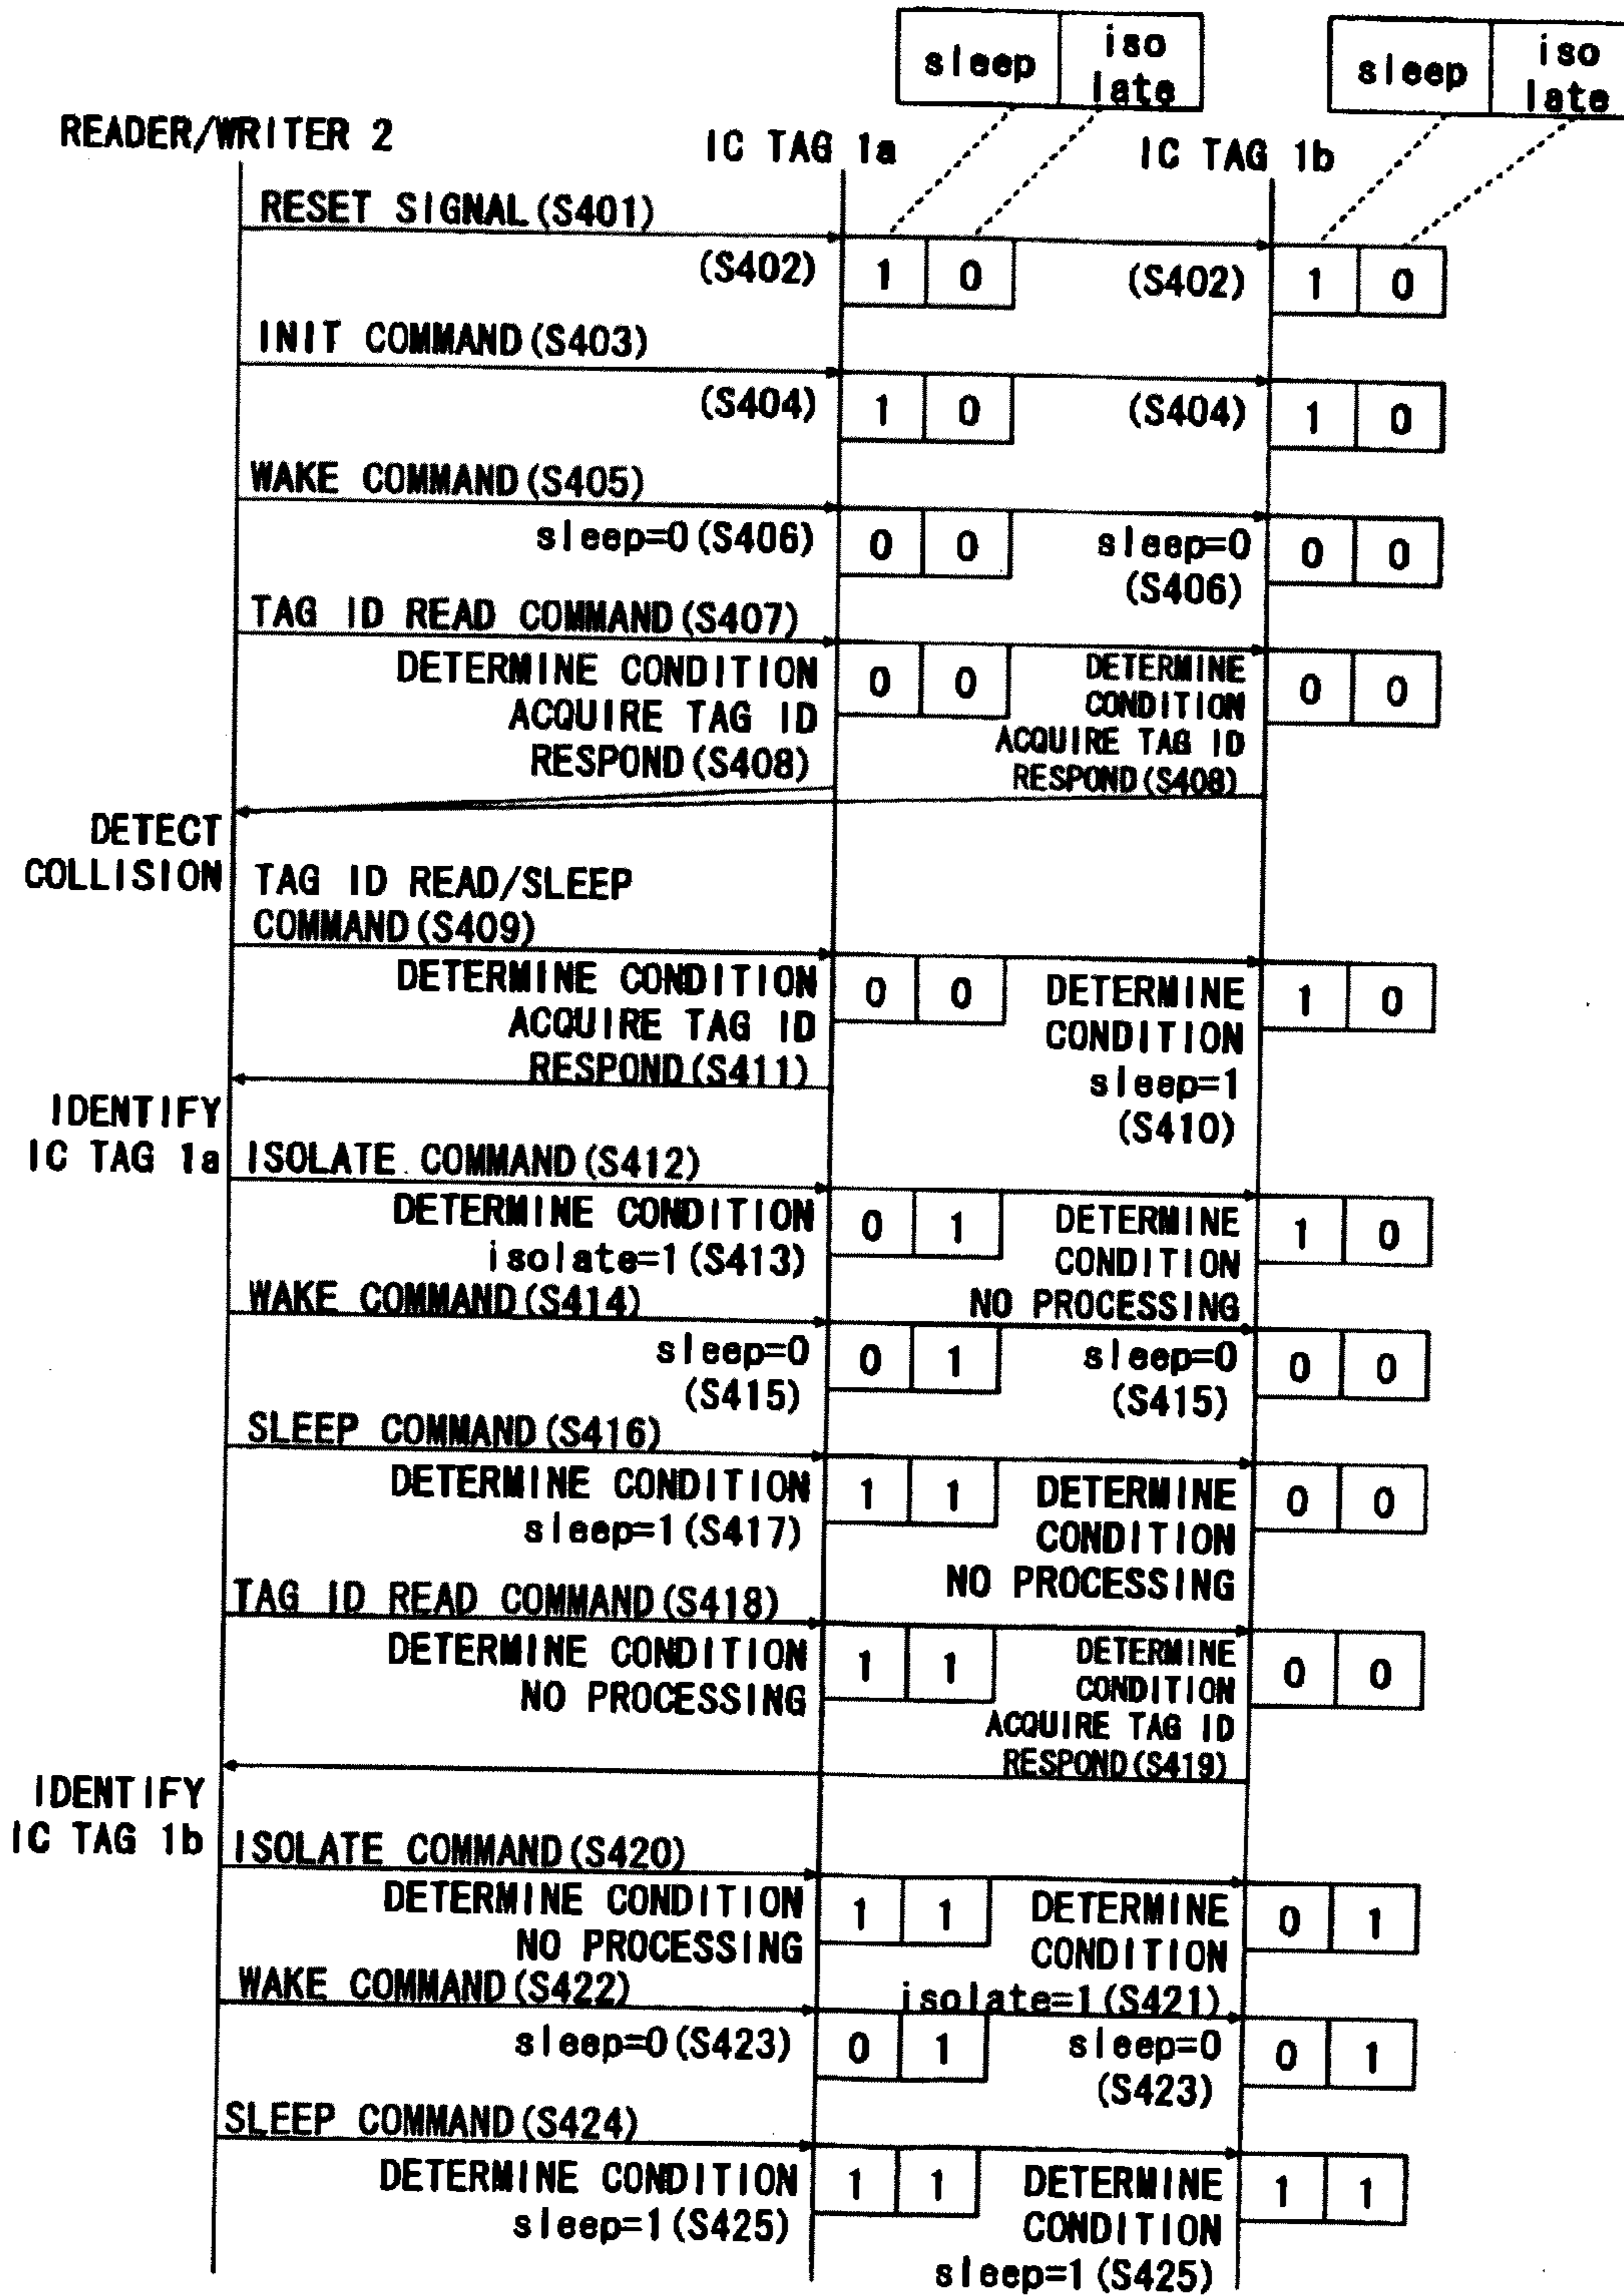 sleep
iso
late
sleep
iso
late
READER/WRITER 2
IC TAG 1a
IC TAG 1b
RESET SIGNAL(S401)
(S402)
1 0
(S402)
1 0
INIT COMMAND(S403)
(S404)
1 0
(S404)
1 0
WAKE COMMAND(S405)
sleep=0(S406)
0 0
sleep=0
(S406)
0 0
TAG ID READ COMMAND(S407)
DETERMINE CONDITION
ACQUIRE TAG ID
RESPOND(S408)
0 0
DETERMINE
CONDITION
ACQUIRE TAG ID
RESPOND(S408)
0 0
DETECT
COLLISION
TAG ID READ/SLEEP
COMMAND(S409)
DETERMINE CONDITION
ACQUIRE TAG ID
RESPOND(S411)
0 0
DETERMINE
CONDITION
sleep=1
(S410)
1 0
IDENTIFY
IC TAG 1a
ISOLATE COMMAND(S412)
DETERMINE CONDITION
isolate=1(S413)
0 1
DETERMINE
CONDITION
NO PROCESSING
1 0
WAKE COMMAND(S414)
sleep=0
(S415)
0 1
sleep=0
(S415)
0 0
SLEEP COMMAND(S416)
DETERMINE CONDITION
sleep=1(S417)
1 1
DETERMINE
CONDITION
NO PROCESSING
0 0
TAG ID READ COMMAND(S418)
DETERMINE CONDITION
NO PROCESSING
1 1
DETERMINE
CONDITION
ACQUIRE TAG ID
RESPOND(S419)
0 0
IDENTIFY
IC TAG 1b
ISOLATE COMMAND(S420)
DETERMINE CONDITION
NO PROCESSING
1 1
DETERMINE
CONDITION
isolate=1(S421)
0 1
WAKE COMMAND(S422)
sleep=0(S423)
0 1
sleep=0
(S423)
0 1
SLEEP COMMAND(S424)
DETERMINE CONDITION
sleep=1(S425)
1 1
DETERMINE
CONDITION
sleep=1(S425)
1 1